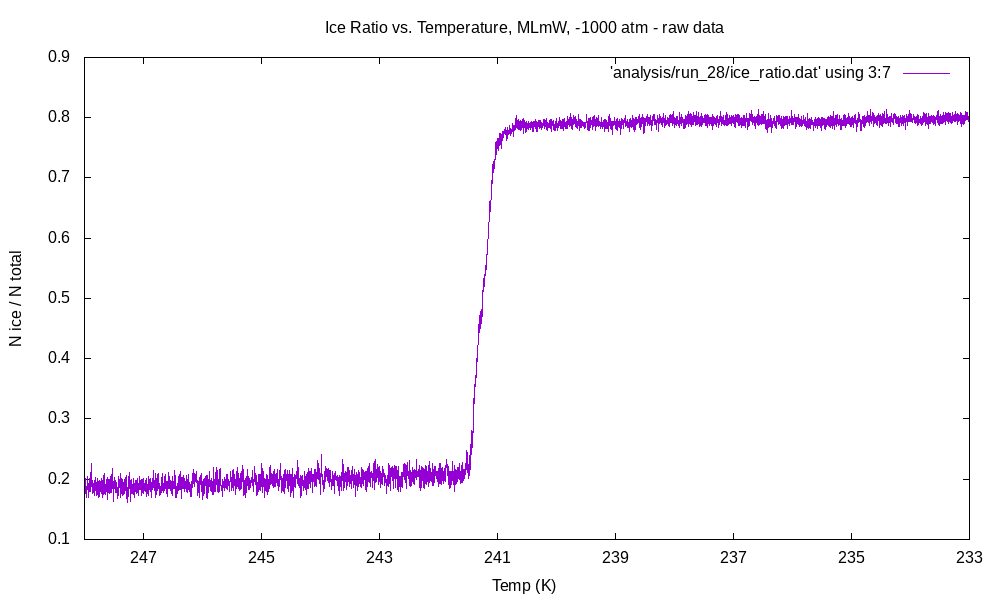 Ice Ratio vs. Temperature, MLmW, -1000 atm - raw data
'analysis/run_28/ice_ratio.dat' using 3:7
N ice / N total
0.9
0.8
0.7
0.6
0.5
0.4
0.3
0.2
0.1
247 245 243 241 239 237 235 233
Temp (K)